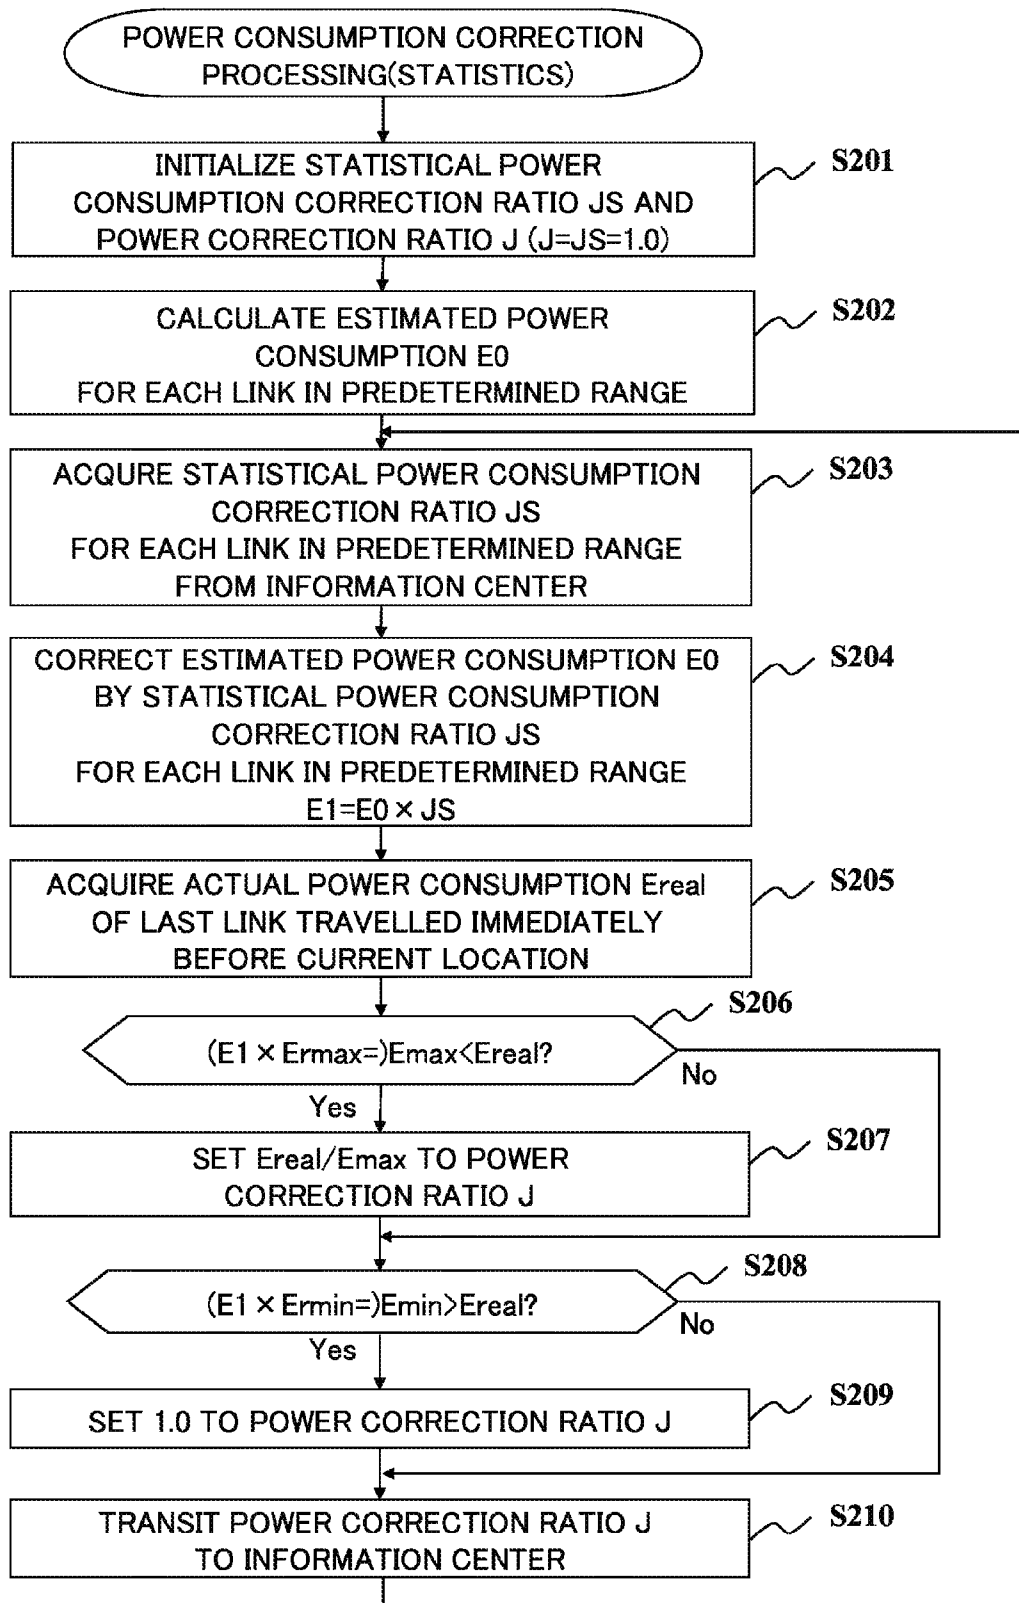 POWER CONSUMPTION CORRECTION
PROCESSING(STATISTICS)
INITIALIZE STATISTICAL POWER
CONSUMPTION CORRECTION RATIO JS AND
POWER CORRECTION RATIO J (J=JS=1.0)
S201
CALCULATE ESTIMATED POWER
CONSUMPTION E0
FOR EACH LINK IN PREDETERMINED RANGE
S202
ACQURE STATISTICAL POWER CONSUMPTION
CORRECTION RATIO JS
FOR EACH LINK IN PREDETERMINED RANGE
FROM INFORMATION CENTER
S203
CORRECT ESTIMATED POWER CONSUMPTION E0
BY STATISTICAL POWER CONSUMPTION
CORRECTION RATIO JS
FOR EACH LINK IN PREDETERMINED RANGE
E1=E0×JS
S204
ACQUIRE ACTUAL POWER CONSUMPTION Ereal
OF LAST LINK TRAVELLED IMMEDIATELY
BEFORE CURRENT LOCATION
S205
S206
(E1×Ermax=)Emax<Ereal?
No
Yes
SET Ereal/Emax TO POWER
CORRECTION RATIO J
S207
S208
(E1×Ermin=)Emin>Ereal?
No
Yes
SET 1.0 TO POWER CORRECTION RATIO J
S209
TRANSIT POWER CORRECTION RATIO J
TO INFORMATION CENTER
S210